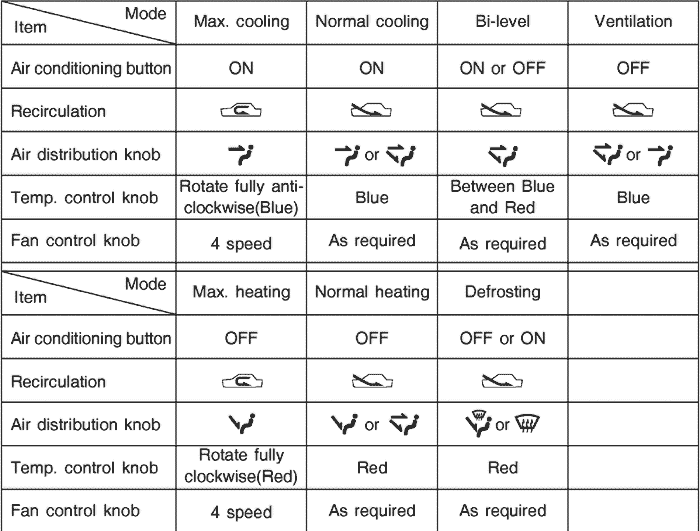 Mode
Item
Max. cooling
Normal cooling
Bi-level
Ventilation
Air conditioning button
ON
ON
ON or OFF
OFF
Recirculation
Air distribution knob
or
or
Temp. control knob
Rotate fully anti-
clockwise(Blue)
Blue
Between Blue
and Red
Blue
Fan control knob
4 speed
As required
As required
As required
Mode
Item
Max. heating
Normal heating
Defrosting
Air conditioning button
OFF
OFF
OFF or ON
Recirculation
Air distribution knob
or
or
Temp. control knob
Rotate fully
clockwise(Red)
Red
Red
Fan control knob
4 speed
As required
As required